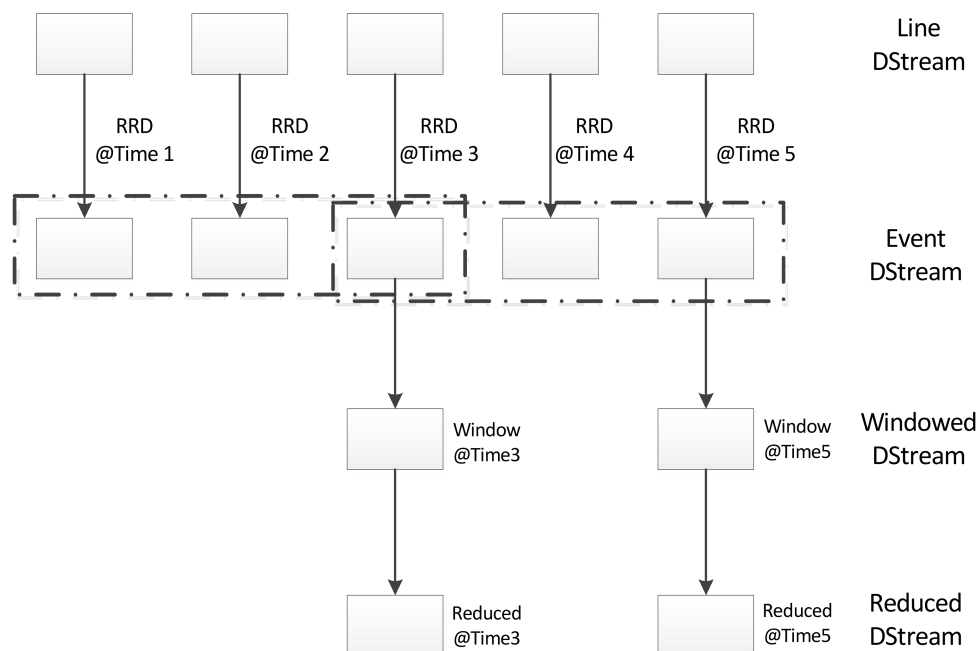 Line
DStream
RRD
@Time 1
RRD
@Time 2
RRD
@Time 3
RRD
@Time 4
RRD
@Time 5
Event
DStream
Window
@Time3
Window
@Time5
Windowed
DStream
Reduced
@Time3
Reduced
@Time5
Reduced
DStream